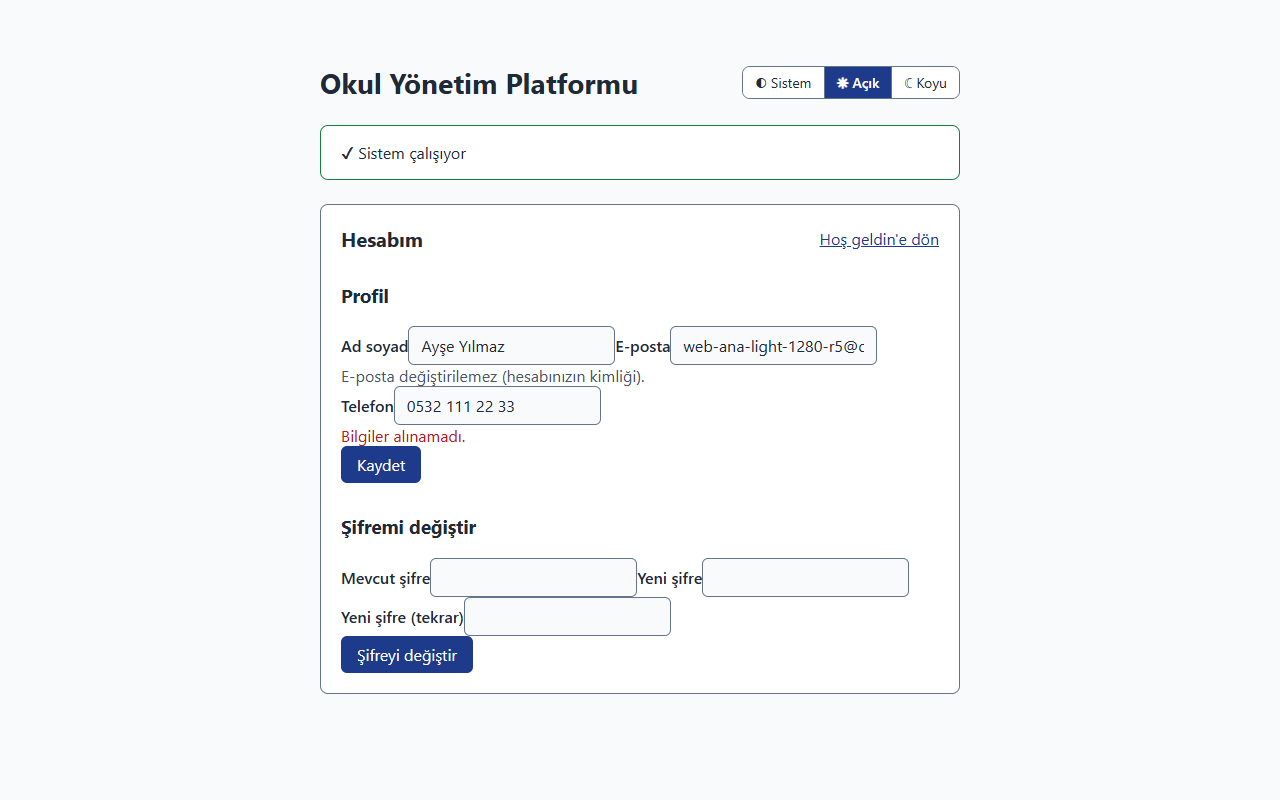 Okul Yönetim Platformu
Sistem Açık Koyu
✓ Sistem çalışıyor
Hesabım Hoş geldin'e dön
Profil
Ad soyad Ayşe Yılmaz E-posta web-ana-light-1280-r5@c
E-posta değiştirilemez (hesabınızın kimliği).
Telefon 0532 111 22 33
Bilgiler alınamadı.
Kaydet
Şifremi değiştir
Mevcut şifre Yeni şifre
Yeni şifre (tekrar)
Şifreyi değiştir